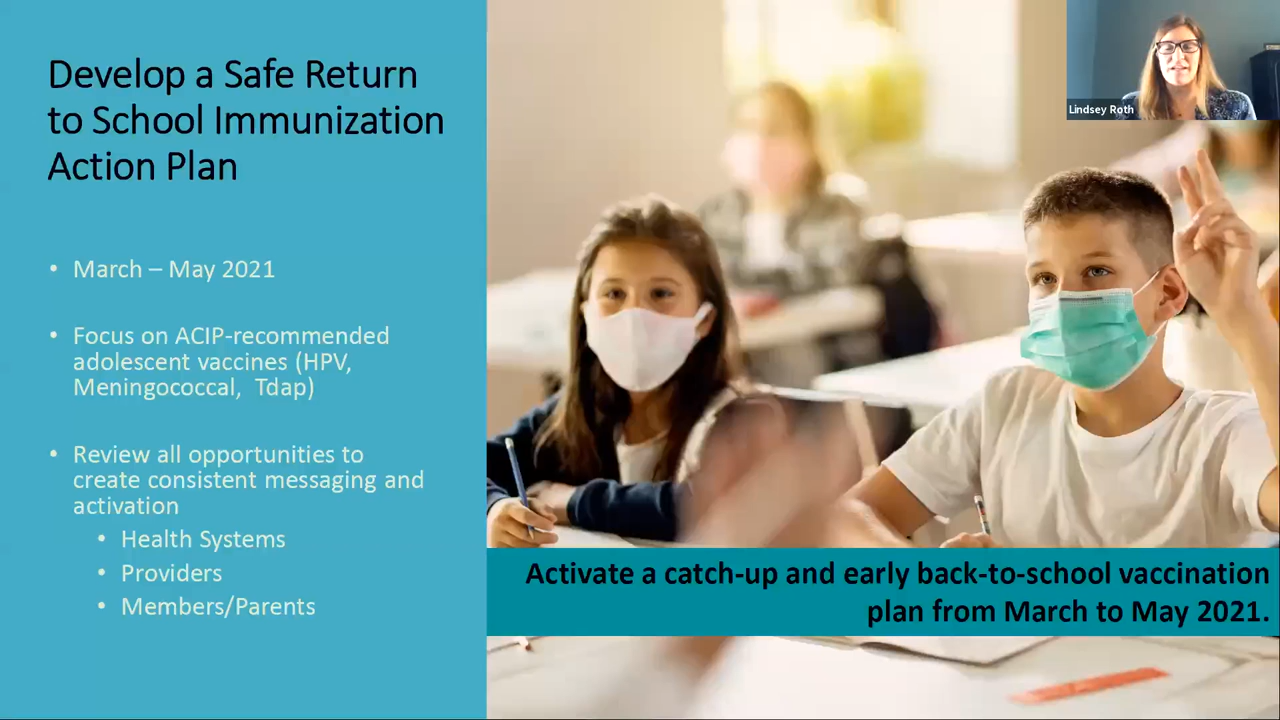 Develop a Safe Return
to School Immunization
Action Plan
• March – May 2021
• Focus on ACIP-recommended
adolescent vaccines (HPV,
Meningococcal, Tdap)
• Review all opportunities to
create consistent messaging and
activation
• Health Systems
• Providers
• Members/Parents
Lindsey Roth
Activate a catch-up and early back-to-school vaccination
plan from March to May 2021.